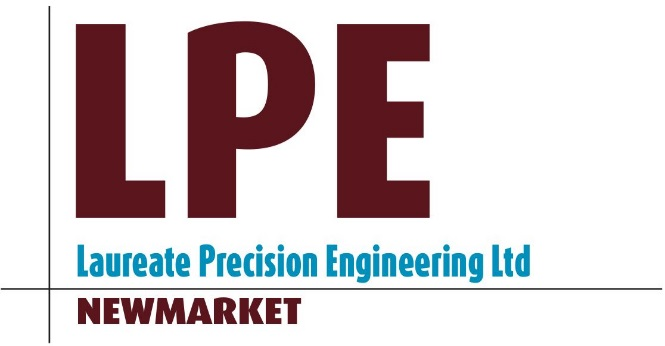 LPE
Laureate Precision Engineering Ltd
NEWMARKET